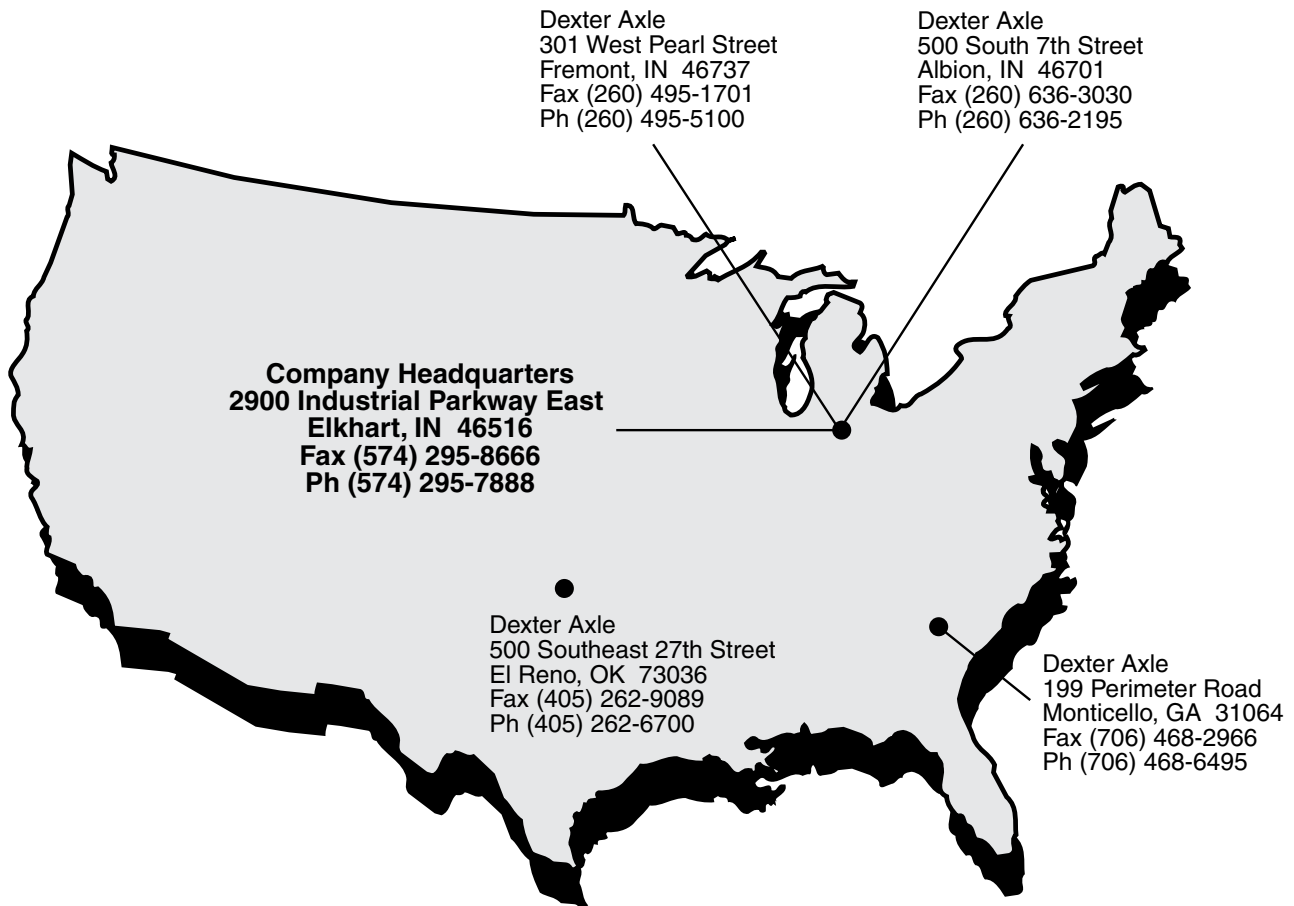 Dexter Axle
301 West Pearl Street
Fremont, IN 46737
Fax (260) 495-1701
Ph (260) 495-5100
Dexter Axle
500 South 7th Street
Albion, IN 46701
Fax (260) 636-3030
Ph (260) 636-2195
Company Headquarters
2900 Industrial Parkway East
Elkhart, IN 46516
Fax (574) 295-8666
Ph (574) 295-7888
Dexter Axle
500 Southeast 27th Street
El Reno, OK 73036
Fax (405) 262-9089
Ph (405) 262-6700
Dexter Axle
199 Perimeter Road
Monticello, GA 31064
Fax (706) 468-2966
Ph (706) 468-6495